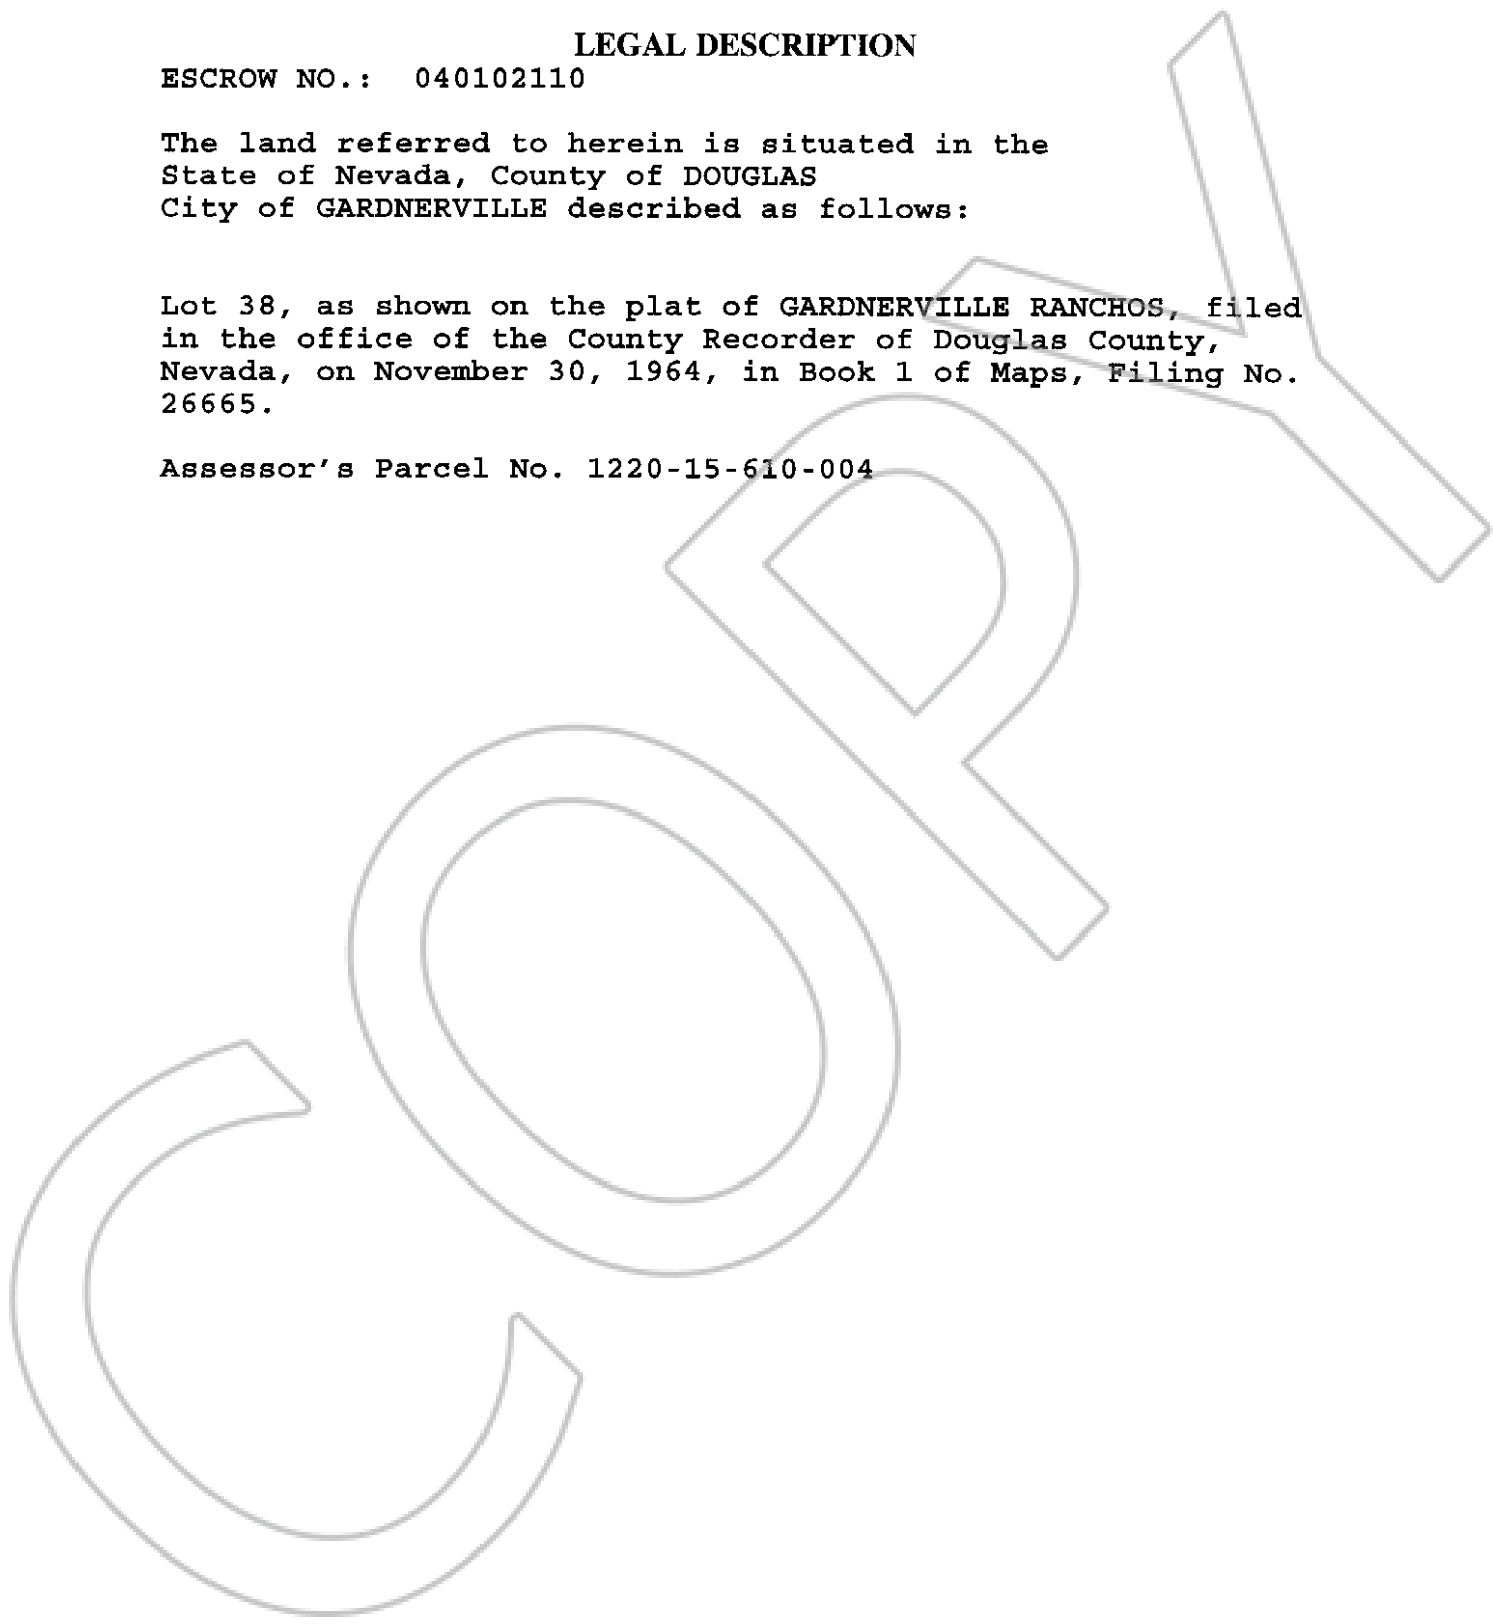 LEGAL DESCRIPTION
ESCROW NO.: 040102110
The land referred to herein is situated in the
State of Nevada, County of DOUGLAS
City of GARDNERVILLE described as follows:
Lot 38, as shown on the plat of GARDNERVILLE RANCHOS, filed
in the office of the County Recorder of Douglas County,
Nevada, on November 30, 1964, in Book 1 of Maps, Filing No.
26665.
Assessor's Parcel No. 1220-15-610-004
COPY